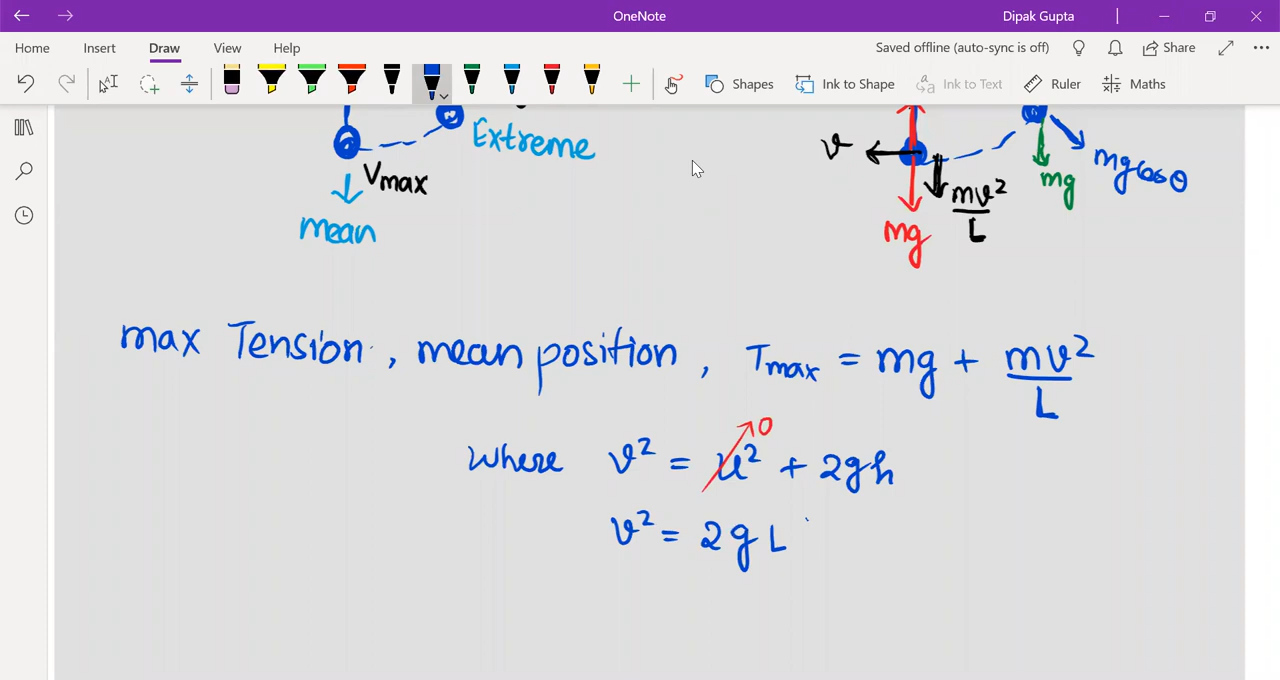 OneNote
Dipak Gupta
Home Insert Draw View Help
Saved offline (auto-sync is off)
Share
Shapes
Ink to Shape
Ink to Text
Ruler
Maths
Extreme
Vmax
mean
v
mv²/L
mg
mg
mg cos θ
max Tension, mean position, Tmax = mg + mv²/L
where v² = u² + 2gh
0
v² = 2gL